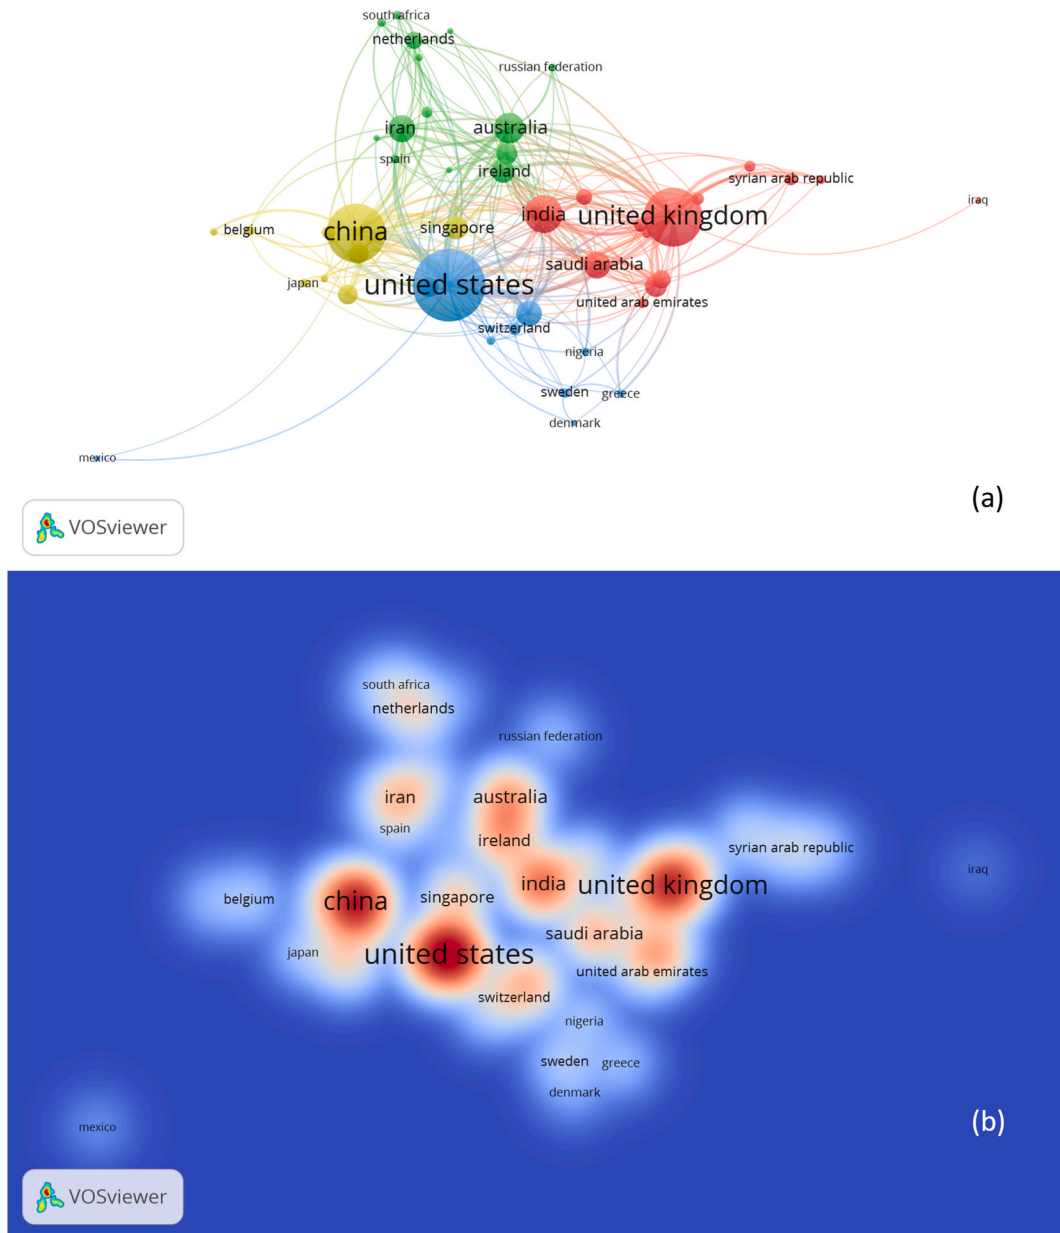 south africa
netherlands
russian federation
iran
australia
spain
ireland
syrian arab republic
iraq
india
united kingdom
belgium
china
singapore
saudi arabia
japan
united states
united arab emirates
switzerland
nigeria
sweden
greece
denmark
mexico
(a)
VOSviewer
south africa
netherlands
russian federation
iran
australia
spain
ireland
syrian arab republic
iraq
india
united kingdom
belgium
china
singapore
saudi arabia
japan
united states
united arab emirates
switzerland
nigeria
sweden
greece
denmark
(b)
mexico
VOSviewer